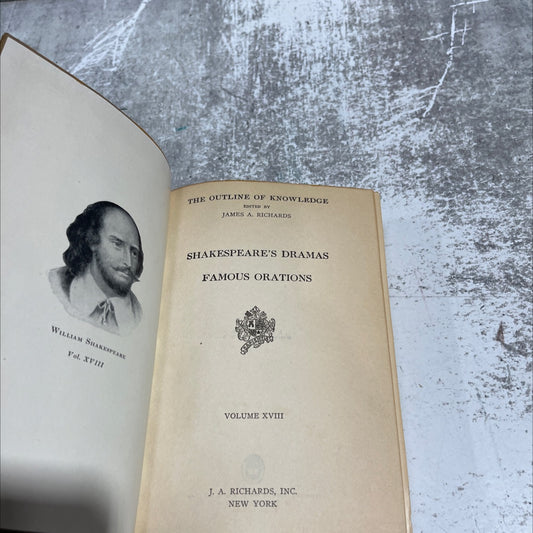 William Shakespeare
Vol. XVIII
THE OUTLINE OF KNOWLEDGE
EDITED BY
JAMES A. RICHARDS
SHAKESPEARE'S DRAMAS
FAMOUS ORATIONS
VOLUME XVIII
J. A. RICHARDS, INC.
NEW YORK